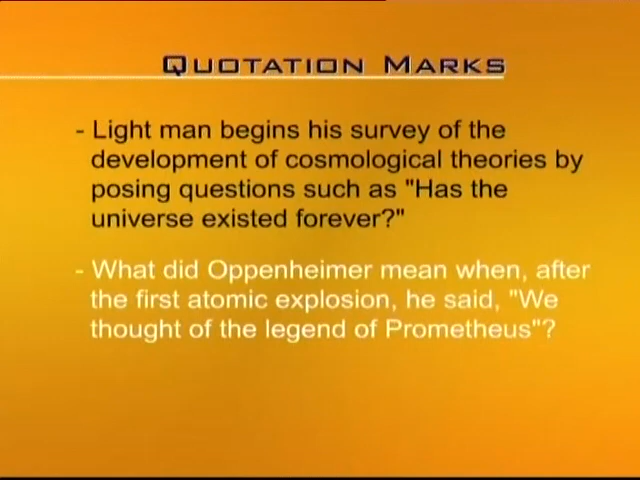 QUOTATION MARKS
- Light man begins his survey of the
development of cosmological theories by
posing questions such as "Has the
universe existed forever?"
- What did Oppenheimer mean when, after
the first atomic explosion, he said, "We
thought of the legend of Prometheus"?